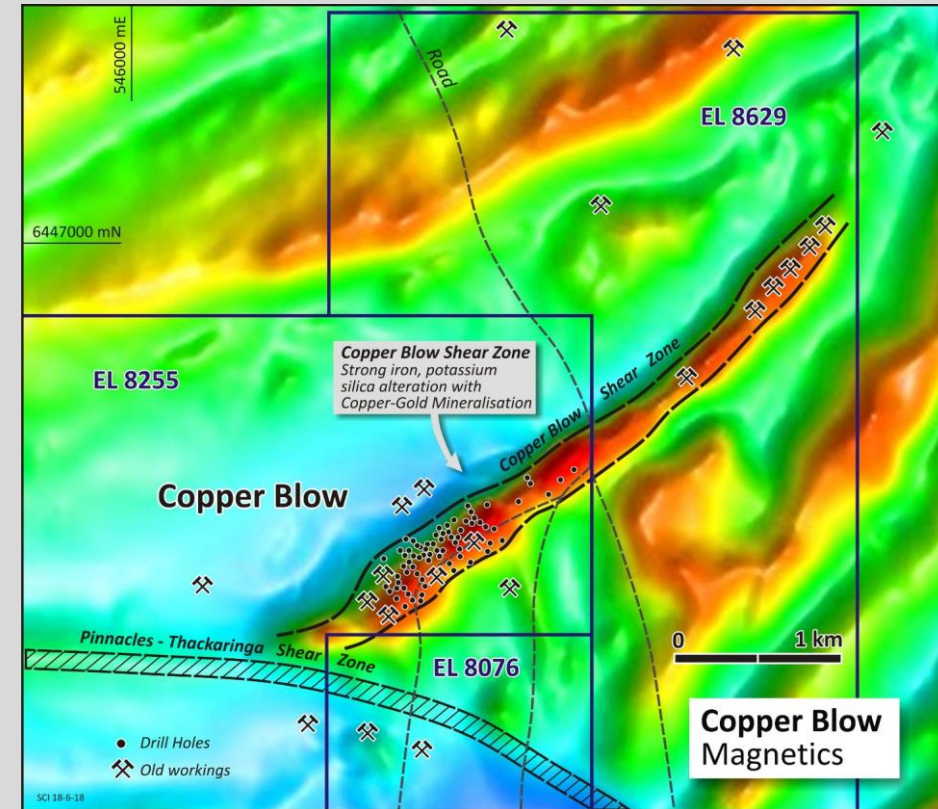 546000 mE
Road
EL 8629
6447000 mN
Copper Blow Shear Zone
Strong iron, potassium
silica alteration with
Copper-Gold Mineralisation
EL 8255
Copper Blow Shear Zone
Copper Blow
Pinnacles - Thackaringa Shear Zone
EL 8076
0 1 km
Copper Blow
Magnetics
Drill Holes
Old workings
SCI 18-6-18